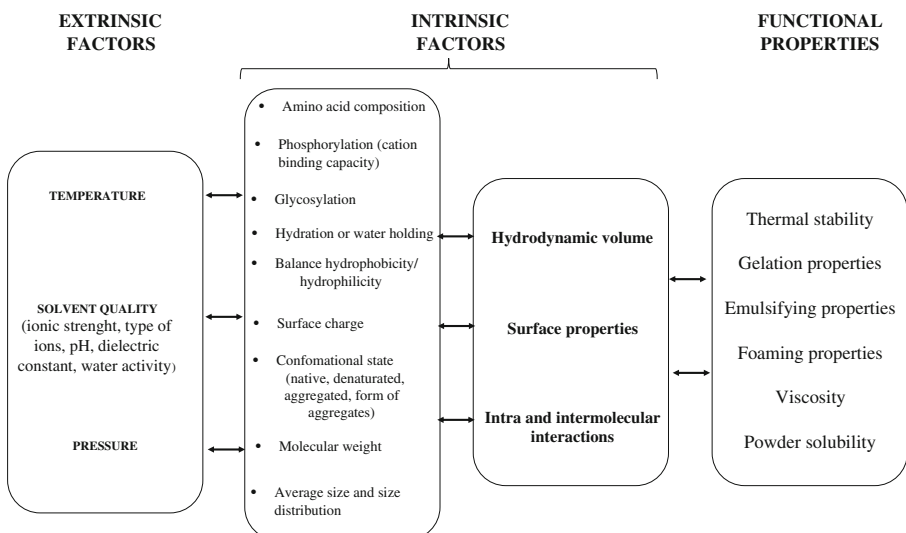 EXTRINSIC
FACTORS
INTRINSIC
FACTORS
FUNCTIONAL
PROPERTIES
TEMPERATURE
SOLVENT QUALITY
(ionic strenght, type of
ions, pH, dielectric
constant, water activity)
PRESSURE
• Amino acid composition
• Phosphorylation (cation
binding capacity)
• Glycosylation
• Hydration or water holding
• Balance hydrophobicity/
hydrophilicity
• Surface charge
• Confomational state
(native, denaturated,
aggregated, form of
aggregates)
• Molecular weight
• Average size and size
distribution
Hydrodynamic volume
Surface properties
Intra and intermolecular
interactions
Thermal stability
Gelation properties
Emulsifying properties
Foaming properties
Viscosity
Powder solubility